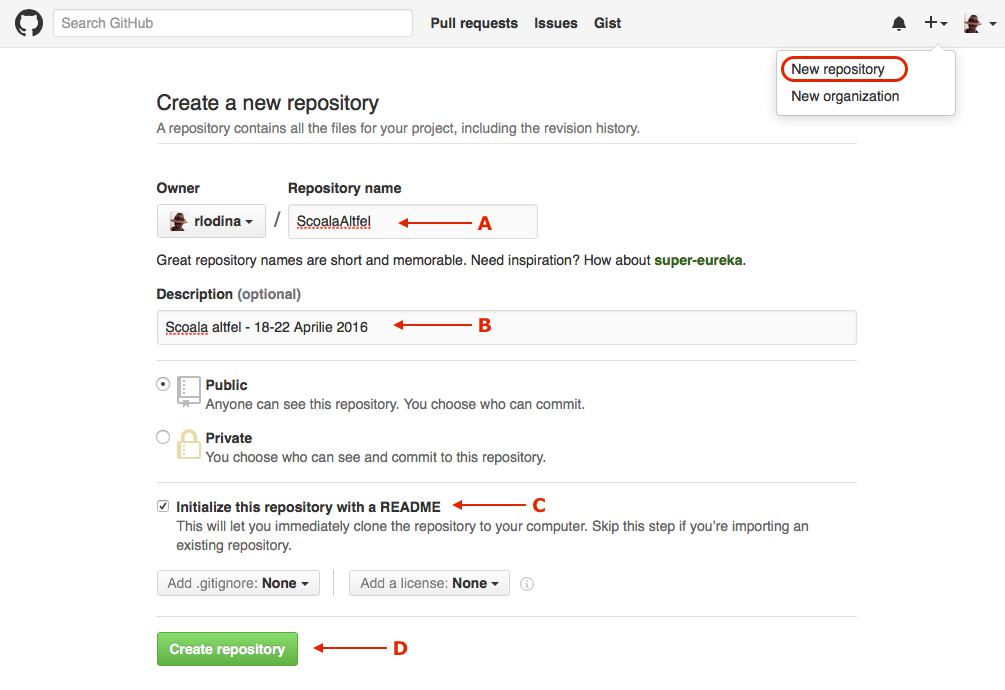 Search GitHub
Pull requests Issues Gist
New repository
New organization
Create a new repository
A repository contains all the files for your project, including the revision history.
Owner Repository name
rlodina / ScoalaAltfel A
Great repository names are short and memorable. Need inspiration? How about super-eureka.
Description (optional)
Scoala altfel - 18-22 Aprilie 2016 B
Public
Anyone can see this repository. You choose who can commit.
Private
You choose who can see and commit to this repository.
Initialize this repository with a README C
This will let you immediately clone the repository to your computer. Skip this step if you're importing an
existing repository.
Add .gitignore: None Add a license: None
Create repository D